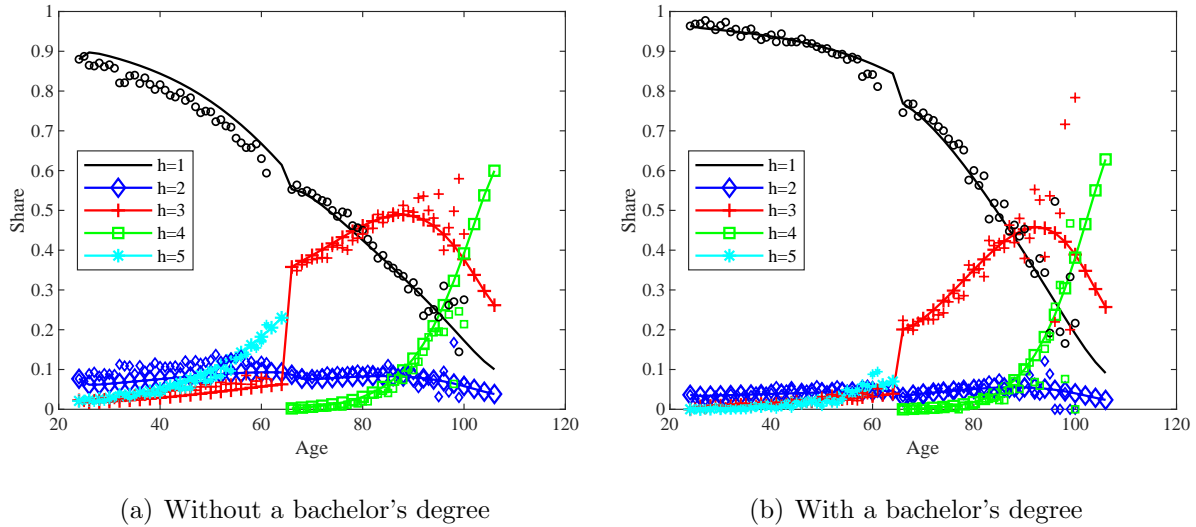 1
0.9
0.8
0.7
0.6
0.5
0.4
0.3
0.2
0.1
0
Share
h=1
h=2
h=3
h=4
h=5
20 40 60 80 100 120
Age
(a) Without a bachelor's degree
1
0.9
0.8
0.7
0.6
0.5
0.4
0.3
0.2
0.1
0
Share
h=1
h=2
h=3
h=4
h=5
20 40 60 80 100 120
Age
(b) With a bachelor's degree